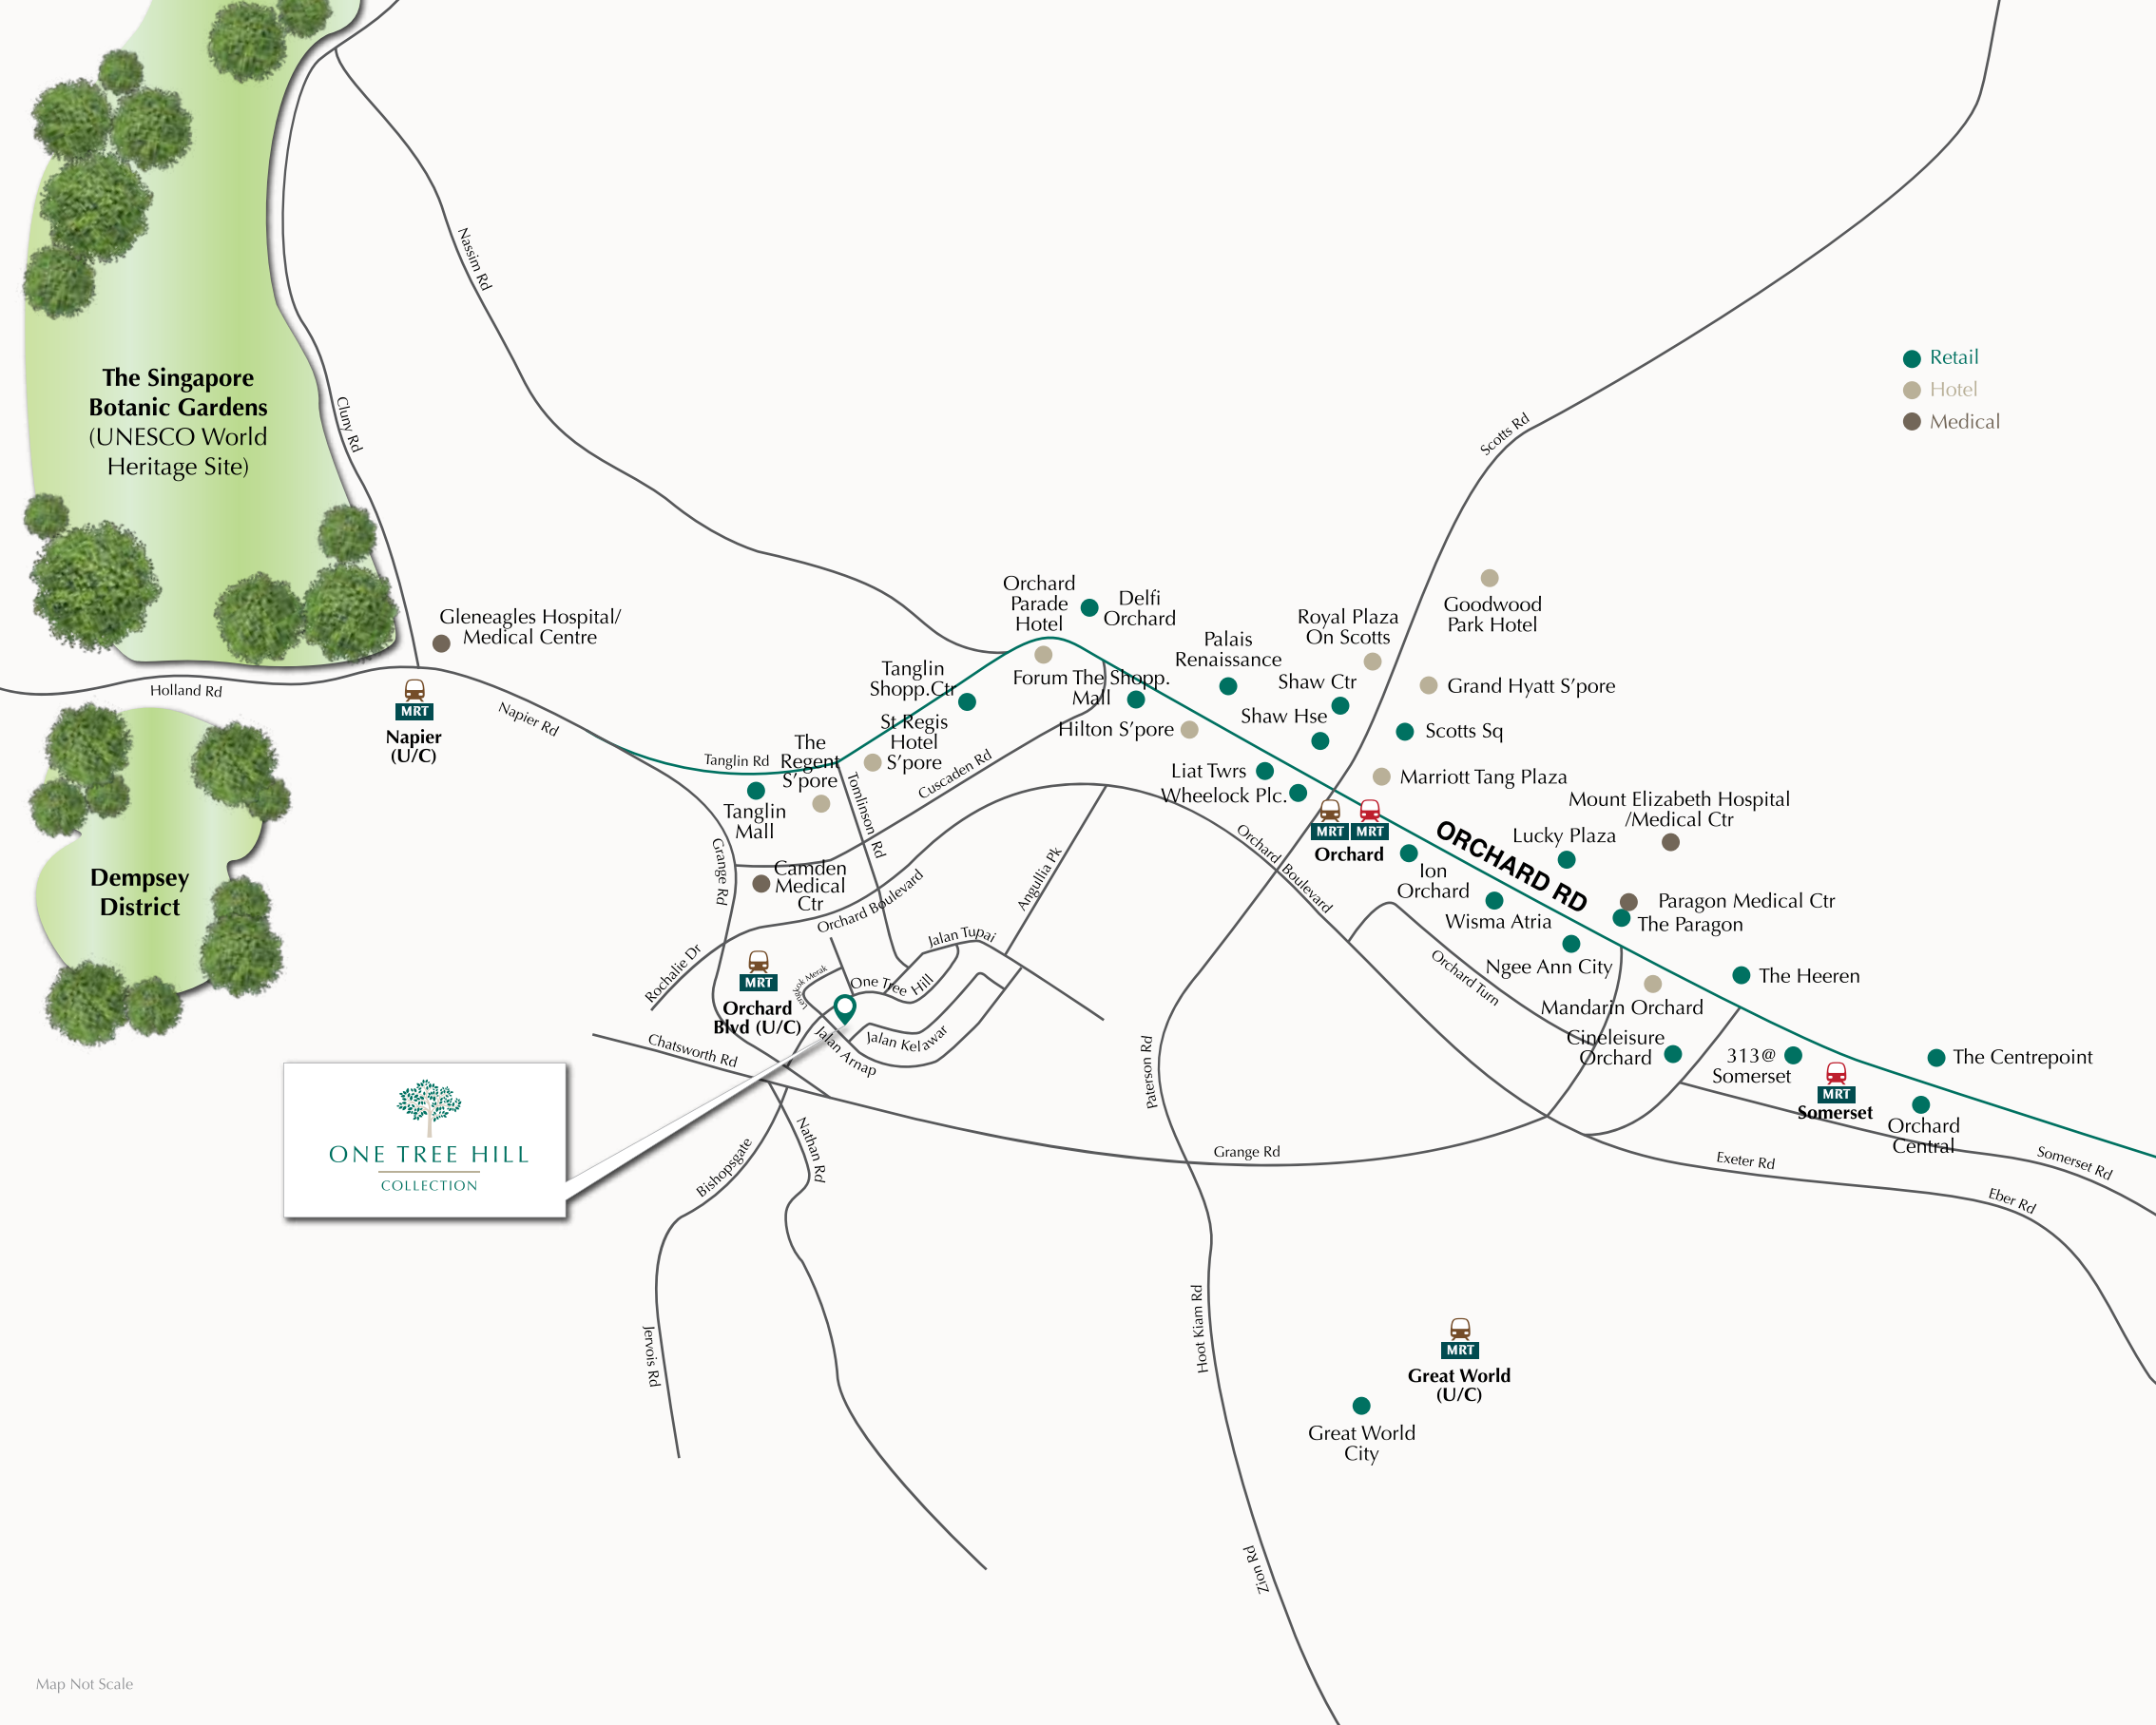 Nassim Rd
Cluny Rd
The Singapore
Botanic Gardens
(UNESCO World
Heritage Site)
Retail
Hotel
Medical
Scotts Rd
Gleneagles Hospital/
Medical Centre
Holland Rd
MRT
Napier
(U/C)
Napier Rd
Dempsey
District
Orchard
Parade
Hotel
Delfi
Orchard
Palais
Renaissance
Royal Plaza
On Scotts
Goodwood
Park Hotel
Tanglin
Shopp.Ctr
Forum The Shopp.
Mall
Shaw Ctr
Grand Hyatt S'pore
St Regis
Hotel
S'pore
Hilton S'pore
Shaw Hse
Scotts Sq
The
Regent
S'pore
Tanglin Rd
Tanglin
Mall
Tomlinson Rd
Cuscaden Rd
Liat Twrs
Wheelock Plc.
Marriott Tang Plaza
Mount Elizabeth Hospital
/Medical Ctr
MRT
MRT
Orchard
ORCHARD RD
Lucky Plaza
Grange Rd
Camden
Medical
Ctr
Orchard Boulevard
Angullia Pk
Orchard Boulevard
Ion
Orchard
Wisma Atria
Paragon Medical Ctr
The Paragon
Ngee Ann City
Orchard Turn
The Heeren
Mandarin Orchard
Cineleisure
Orchard
313@
Somerset
MRT
Somerset
The Centrepoint
Orchard
Central
Rochalie Dr
MRT
Orchard
Blvd (U/C)
Lengkok Merak
One Tree Hill
Jalan Tupai
Jalan Kelawar
Jalan Arnap
Chatsworth Rd
Paterson Rd
ONE TREE HILL
COLLECTION
Bishopsgate
Nathan Rd
Grange Rd
Exeter Rd
Somerset Rd
Eber Rd
Jervois Rd
Hoot Kiam Rd
MRT
Great World
(U/C)
Great World
City
Zion Rd
Map Not Scale